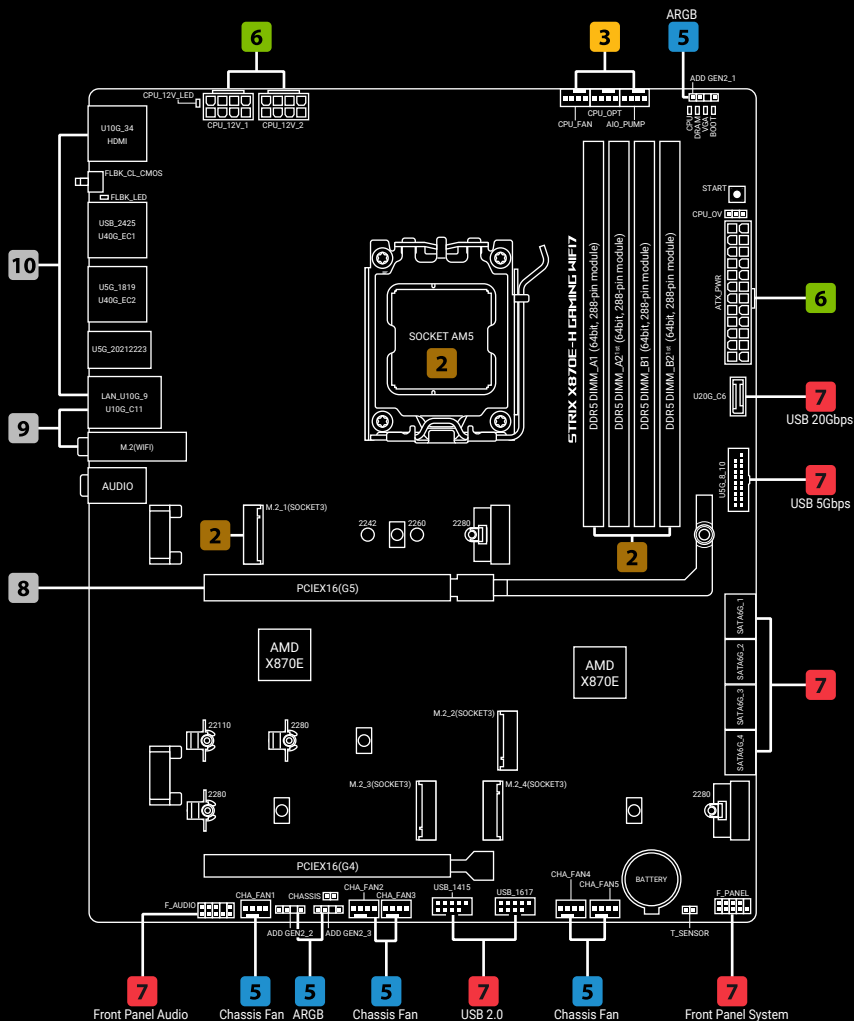 ARGB
6
3
5
ADD GEN2_1
CPU_12V_LED
CPU_12V_1
CPU_12V_2
CPU_FAN
CPU_OPT
AIO_PUMP
CPU
DRAM
VGA
BOOT
U10G_34
HDMI
FLBK_CL_CMOS
FLBK_LED
START
CPU_OV
USB_2425
U40G_EC1
10
U5G_1819
U40G_EC2
ATX_PWR
6
SOCKET AM5
2
STRIX X870E-H GAMING WIFI7
DDR5 DIMM_A1 (64bit, 288-pin module)
DDR5 DIMM_A2¹ˢᵗ (64bit, 288-pin module)
DDR5 DIMM_B1 (64bit, 288-pin module)
DDR5 DIMM_B2¹ˢᵗ (64bit, 288-pin module)
U5G_20212223
LAN_U10G_9
U10G_C11
U20G_C6
7
USB 20Gbps
9
M.2(WIFI)
AUDIO
U5G_8_10
7
USB 5Gbps
M.2_1(SOCKET3)
2
2242
2260
2280
2
8
PCIEX16(G5)
SATA6G_1
SATA6G_2
SATA6G_3
SATA6G_4
7
AMD
X870E
AMD
X870E
M.2_2(SOCKET3)
22110
2280
M.2_3(SOCKET3)
M.2_4(SOCKET3)
2280
2280
PCIEX16(G4)
BATTERY
F_AUDIO
CHA_FAN1
CHASSIS
ADD GEN2_2
ADD GEN2_3
CHA_FAN2
CHA_FAN3
USB_1415
USB_1617
CHA_FAN4
CHA_FAN5
T_SENSOR
F_PANEL
7
Front Panel Audio
5
Chassis Fan
5
ARGB
5
Chassis Fan
7
USB 2.0
5
Chassis Fan
7
Front Panel System